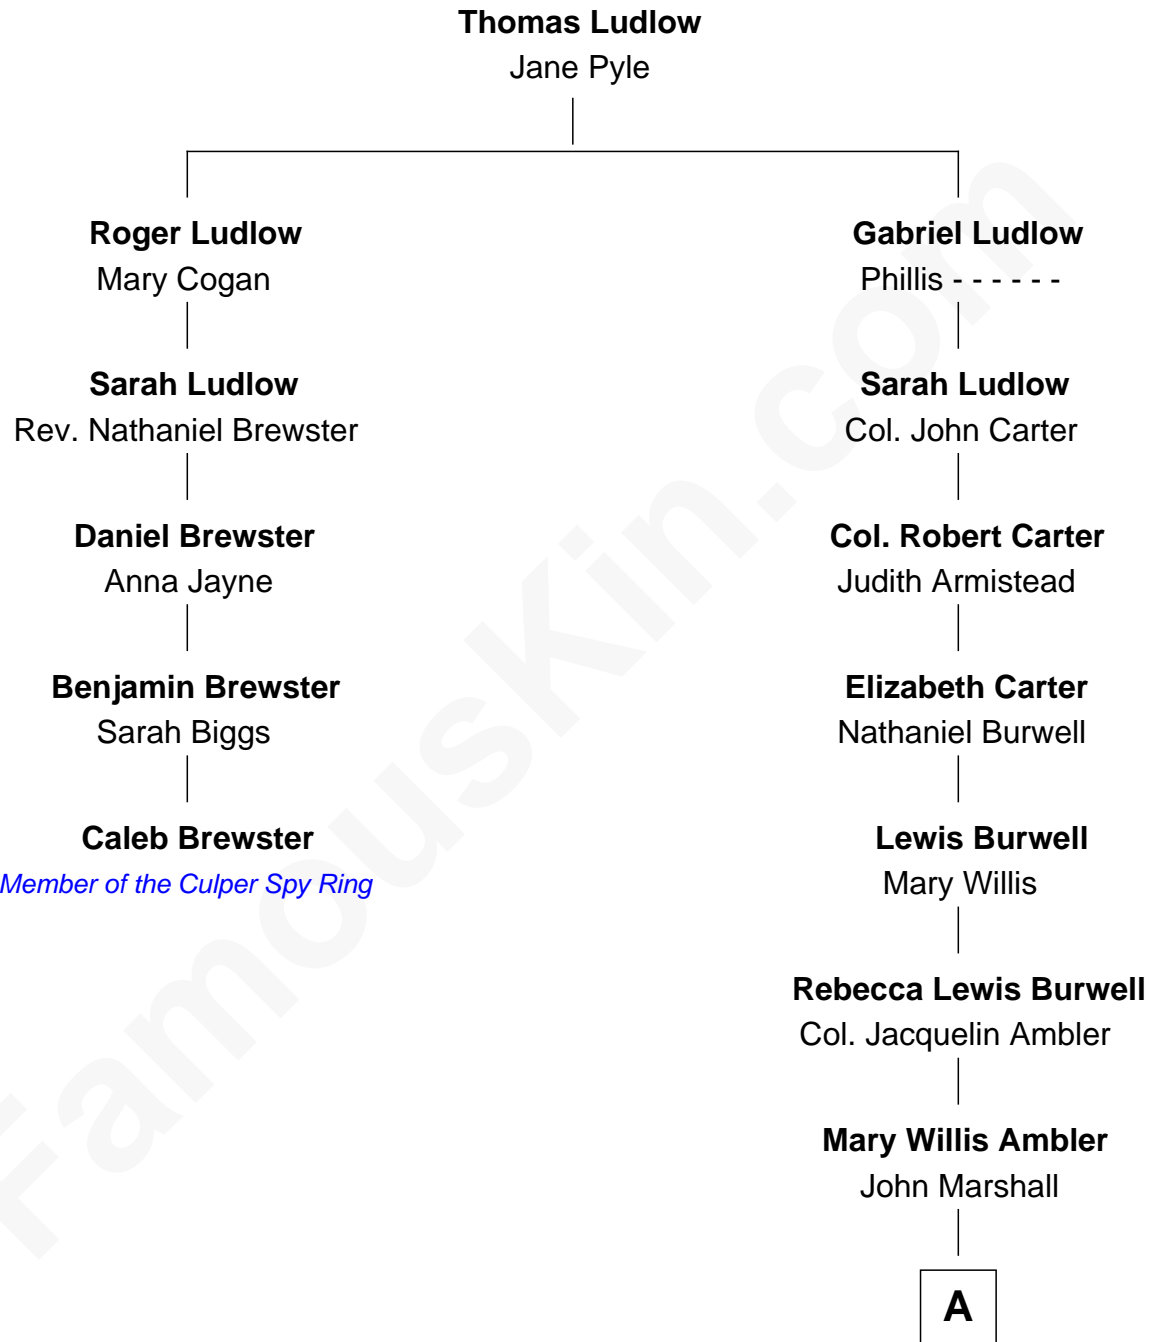 Thomas Ludlow
Jane Pyle
Roger Ludlow
Mary Cogan
Sarah Ludlow
Rev. Nathaniel Brewster
Daniel Brewster
Anna Jayne
Benjamin Brewster
Sarah Biggs
Caleb Brewster
Member of the Culper Spy Ring
Gabriel Ludlow
Phillis - - - - - -
Sarah Ludlow
Col. John Carter
Col. Robert Carter
Judith Armistead
Elizabeth Carter
Nathaniel Burwell
Lewis Burwell
Mary Willis
Rebecca Lewis Burwell
Col. Jacquelin Ambler
Mary Willis Ambler
John Marshall
A
FamousKin.com